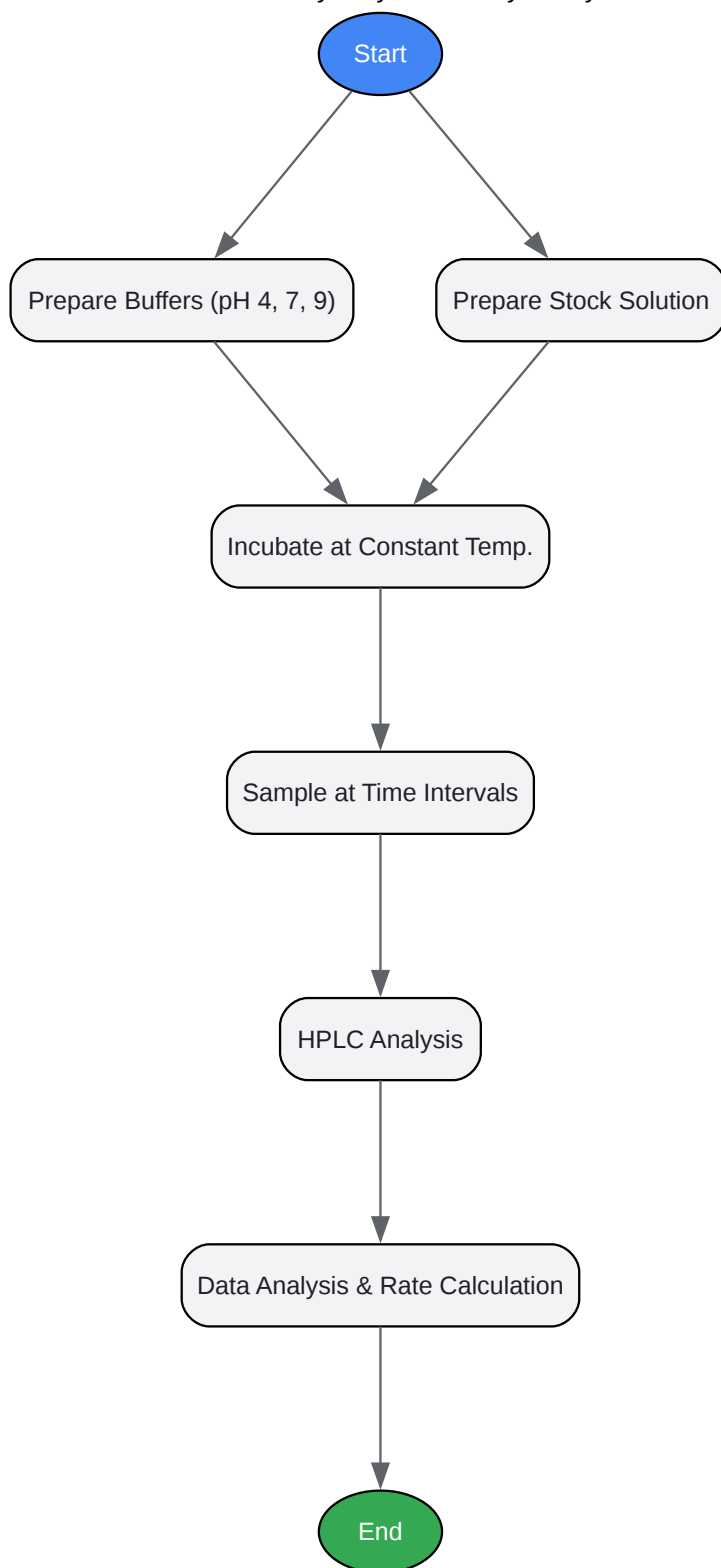 Start
Prepare Buffers (pH 4, 7, 9)
Prepare Stock Solution
Incubate at Constant Temp.
Sample at Time Intervals
HPLC Analysis
Data Analysis & Rate Calculation
End